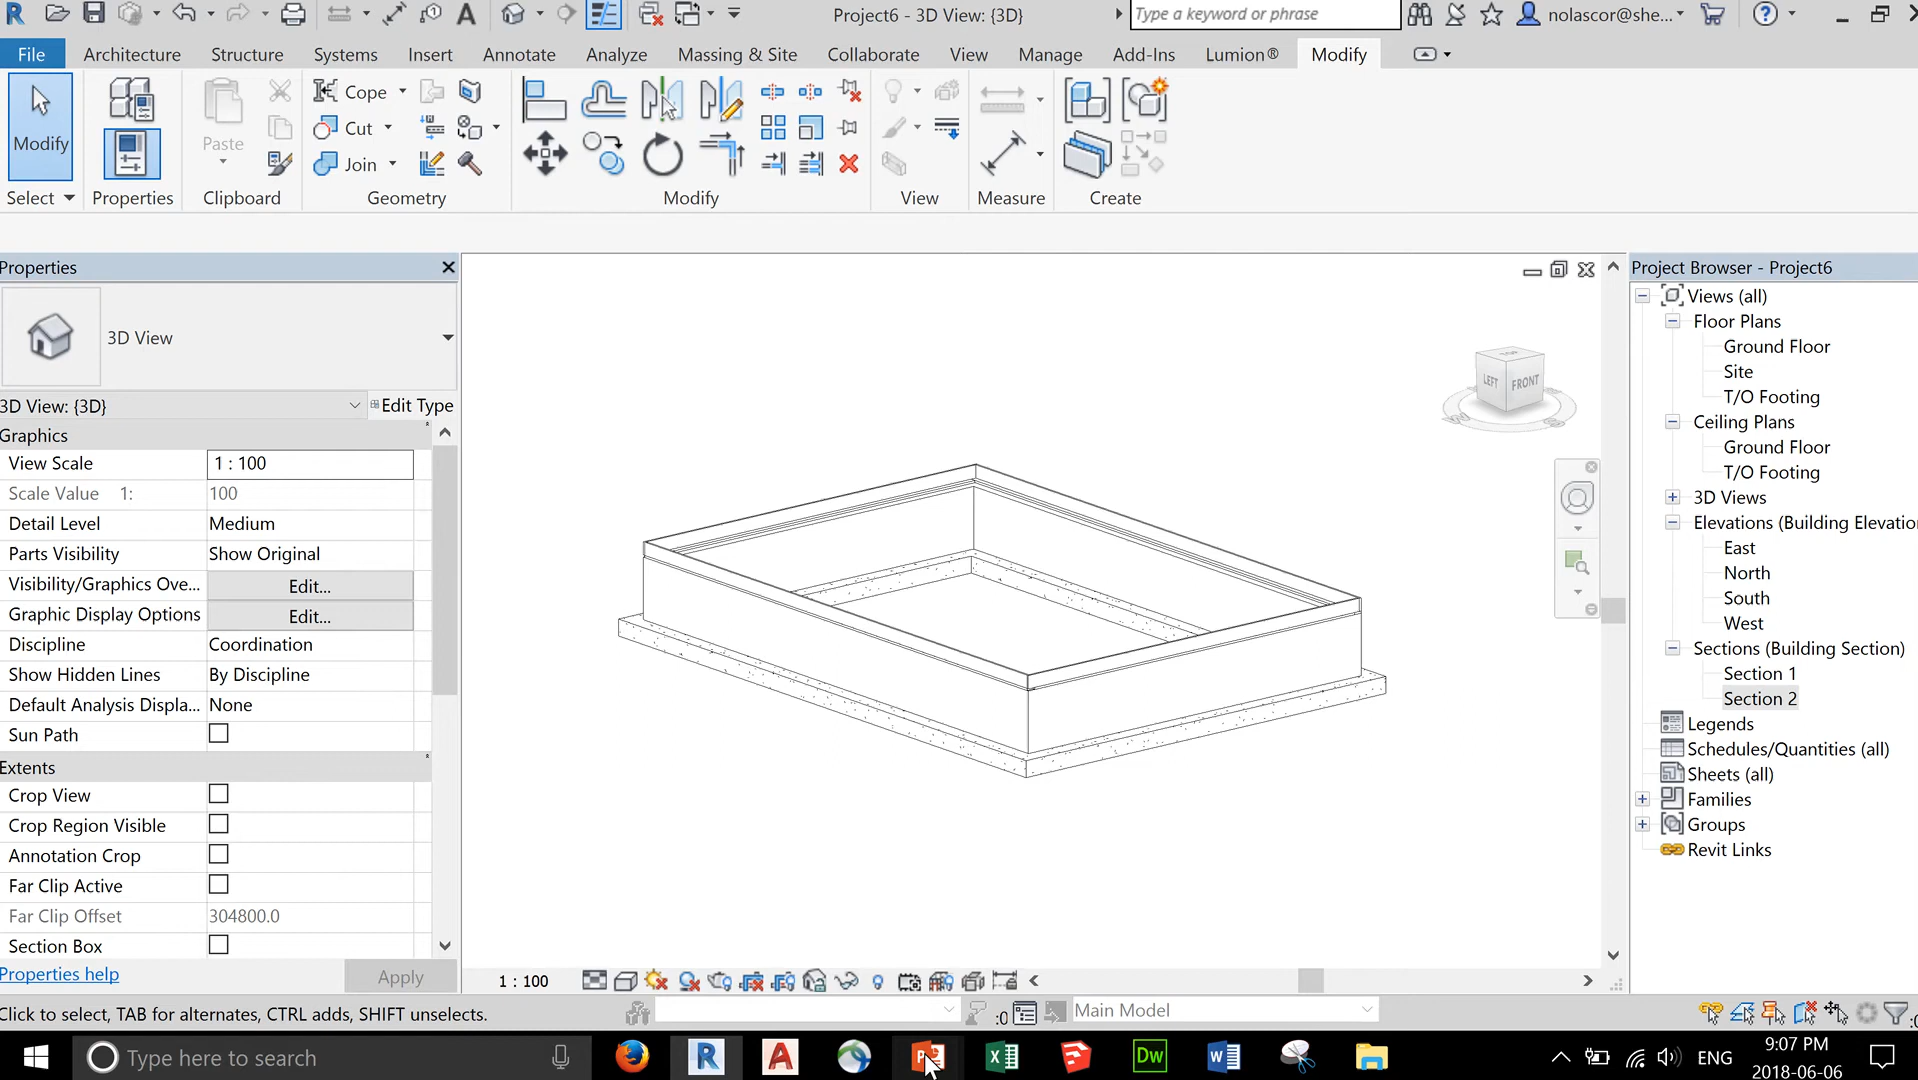 Project6 - 3D View: {3D}
Type a keyword or phrase
nolascor@she...
File
Architecture
Structure
Systems
Insert
Annotate
Analyze
Massing & Site
Collaborate
View
Manage
Add-Ins
Lumion®
Modify
Modify
Paste
Cope
Cut
Join
Select
Properties
Clipboard
Geometry
Modify
View
Measure
Create
Properties
3D View
3D View: {3D}
Edit Type
Graphics
View Scale
1 : 100
Scale Value 1:
100
Detail Level
Medium
Parts Visibility
Show Original
Visibility/Graphics Ove...
Edit...
Graphic Display Options
Edit...
Discipline
Coordination
Show Hidden Lines
By Discipline
Default Analysis Displa...
None
Sun Path
Extents
Crop View
Crop Region Visible
Annotation Crop
Far Clip Active
Far Clip Offset
304800.0
Section Box
Properties help
Apply
TOP
LEFT
FRONT
1 : 100
Project Browser - Project6
Views (all)
Floor Plans
Ground Floor
Site
T/O Footing
Ceiling Plans
Ground Floor
T/O Footing
3D Views
Elevations (Building Elevatio
East
North
South
West
Sections (Building Section)
Section 1
Section 2
Legends
Schedules/Quantities (all)
Sheets (all)
Families
Groups
Revit Links
Click to select, TAB for alternates, CTRL adds, SHIFT unselects.
:0
Main Model
Type here to search
Dw
ENG
9:07 PM
2018-06-06